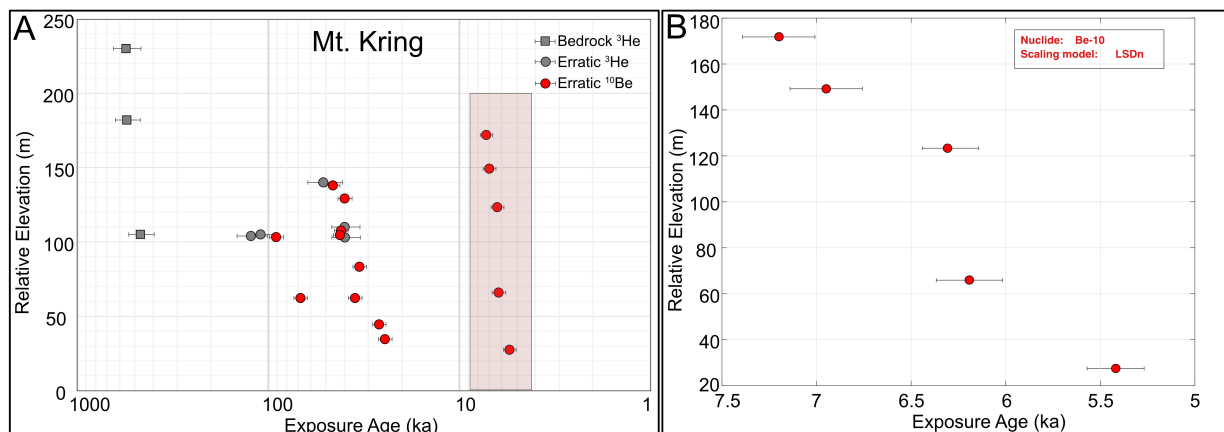 A
Mt. Kring
Bedrock ³He
Erratic ³He
Erratic ¹⁰Be
Relative Elevation (m)
250
200
150
100
50
0
1000
100
10
1
Exposure Age (ka)
B
Nuclide: Be-10
Scaling model: LSDn
Relative Elevation (m)
180
160
140
120
100
80
60
40
20
7.5
7
6.5
6
5.5
5
Exposure Age (ka)